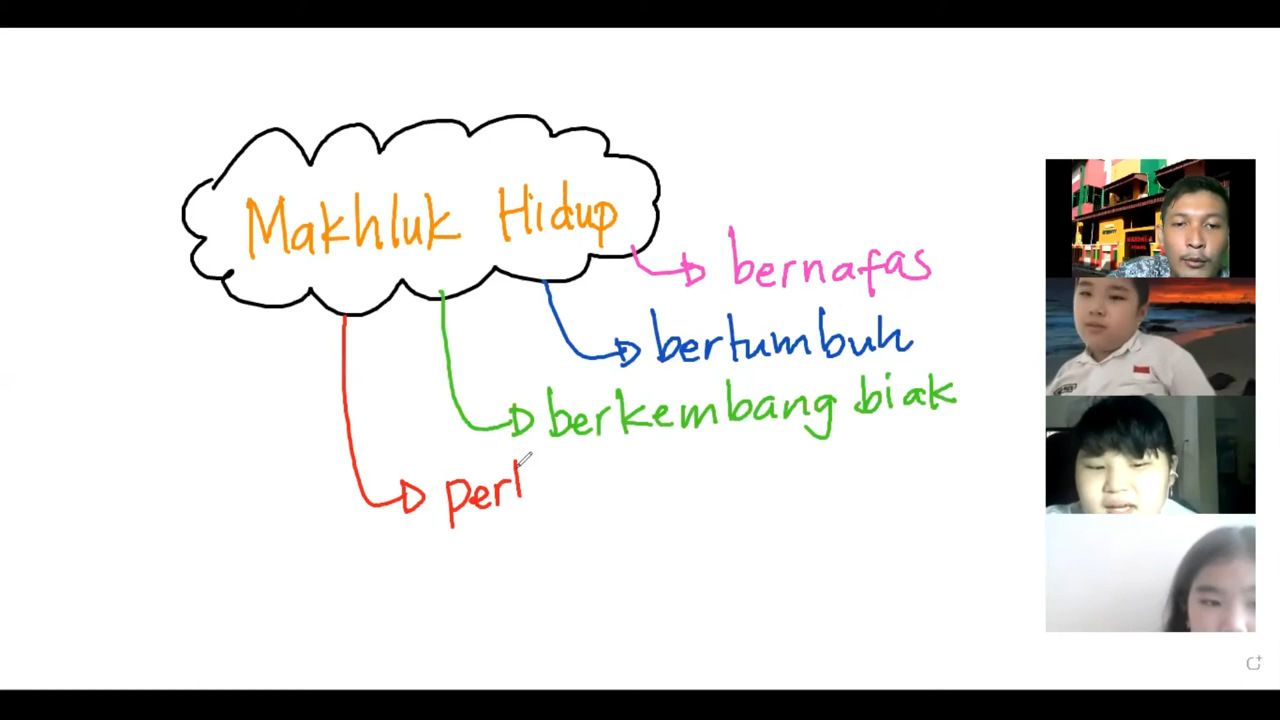 Makhluk Hidup
bernafas
bertumbuh
berkembang biak
perl